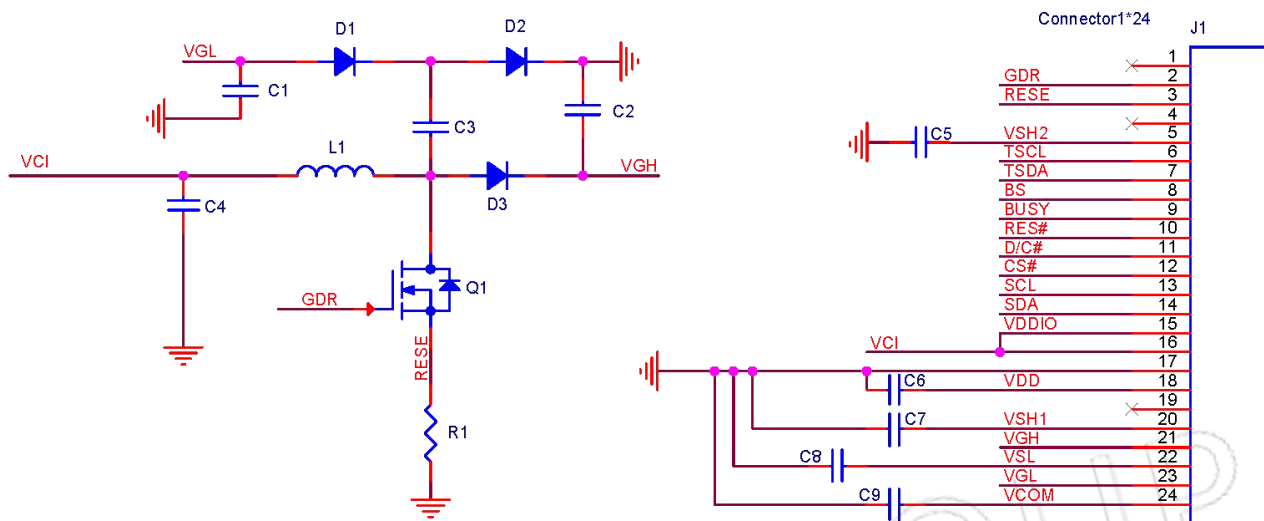 Connector1*24
J1
VGL
D1
D2
C1
C3
C2
VCI
L1
VGH
C4
D3
Q1
GDR
RESE
R1
1
GDR 2
RESE 3
4
C5 VSH2 5
TSCL 6
TSDA 7
BS 8
BUSY 9
RES# 10
D/C# 11
CS# 12
SCL 13
SDA 14
VDDIO 15
VCI 16
17
C6 VDD 18
19
C7 VSH1 20
VGH 21
C8 VSL 22
VGL 23
C9 VCOM 24